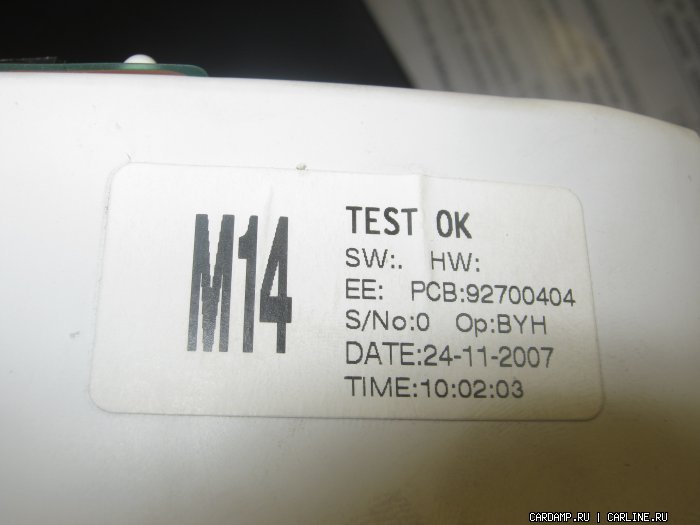 M14
TEST OK
SW:. HW:
EE: PCB:92700404
S/No:0 Op:BYH
DATE:24-11-2007
TIME:10:02:03
CARDAMP.RU | CARLINE.RU